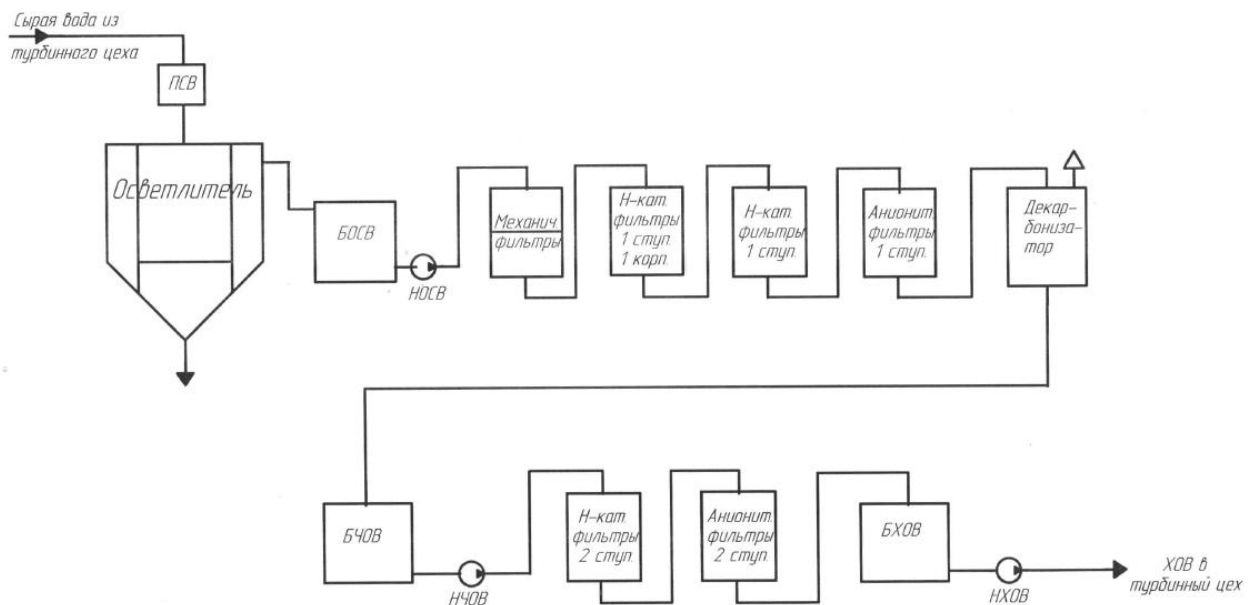 Сырая вода из
турбинного цеха
ПСВ
Осветлитель
БОСВ
НОСВ
Механич.
фильтры
Н-кат.
фильтры
1 ступ.
1 корп.
Н-кат.
фильтры
1 ступ.
Анионит.
фильтры
1 ступ.
Декар-
бониза-
тор
БЧОВ
НЧОВ
Н-кат.
фильтры
2 ступ.
Анионит.
фильтры
2 ступ.
БХОВ
НХОВ
ХОВ в
турбинный цех